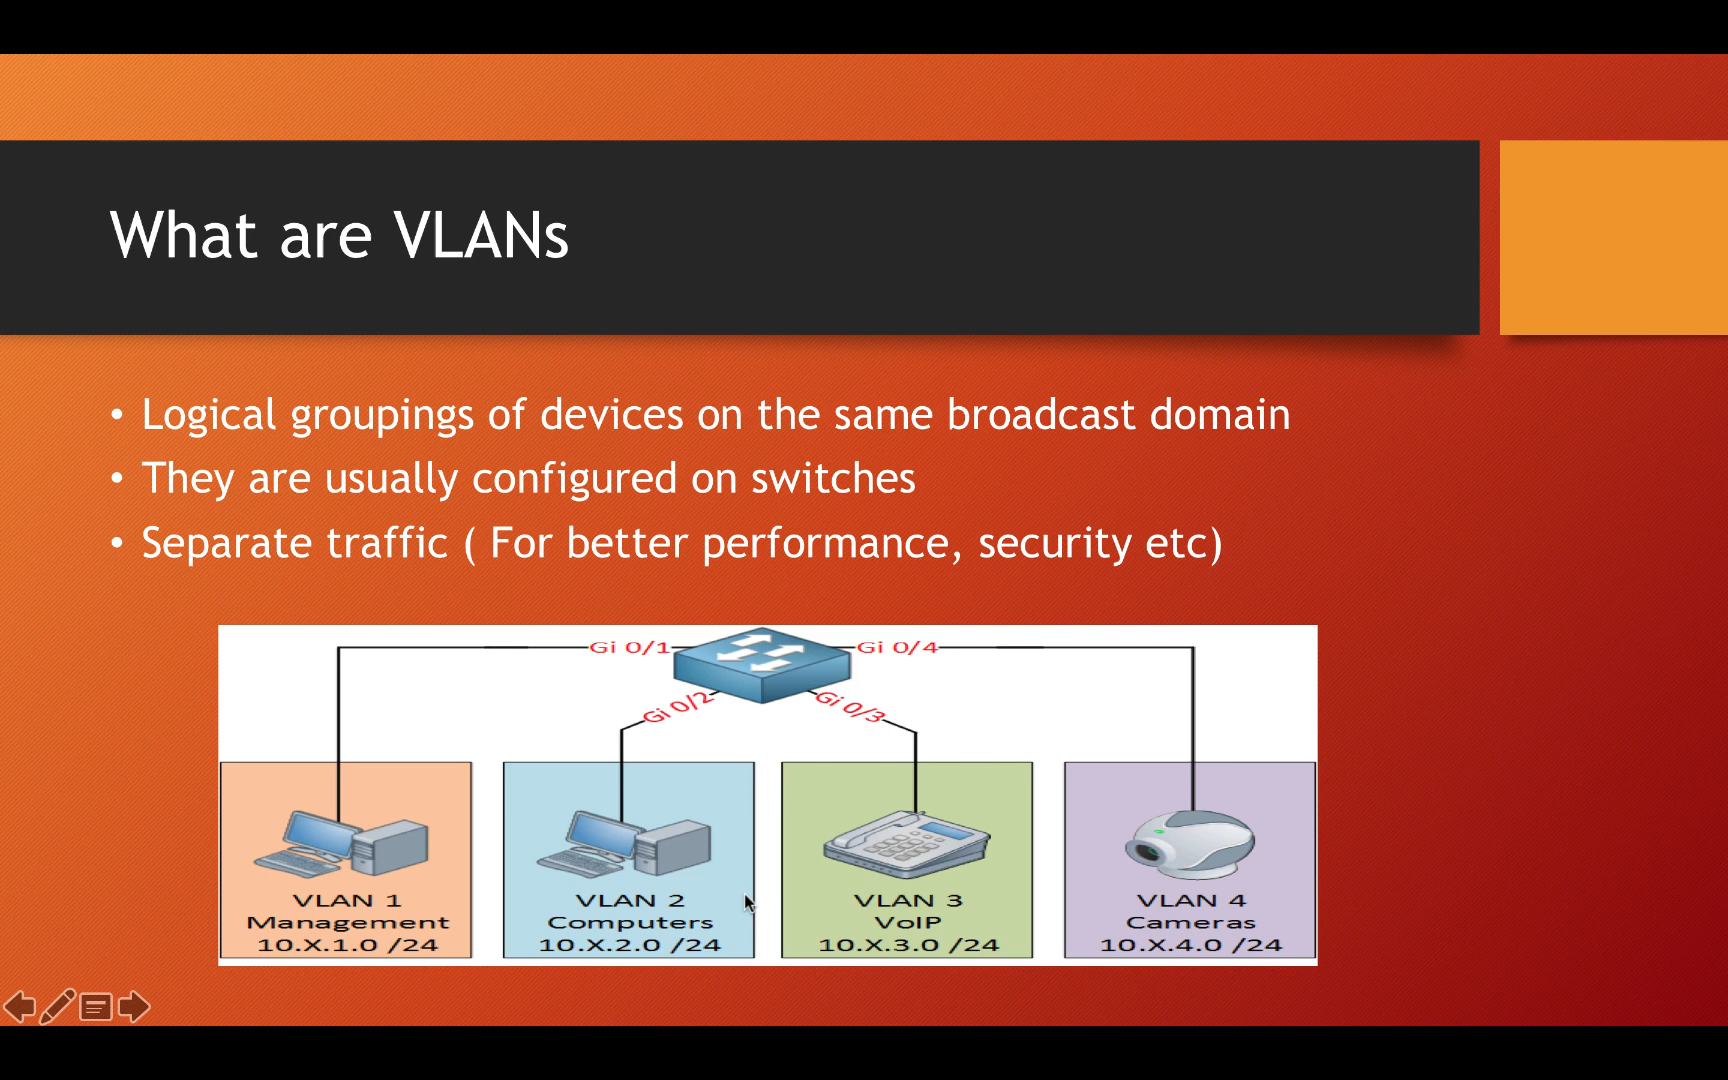 What are VLANs
• Logical groupings of devices on the same broadcast domain
• They are usually configured on switches
• Separate traffic ( For better performance, security etc)
Gi 0/1
Gi 0/4
Gi 0/2
Gi 0/3
VLAN 1
Management
10.X.1.0 /24
VLAN 2
Computers
10.X.2.0 /24
VLAN 3
VoIP
10.X.3.0 /24
VLAN 4
Cameras
10.X.4.0 /24